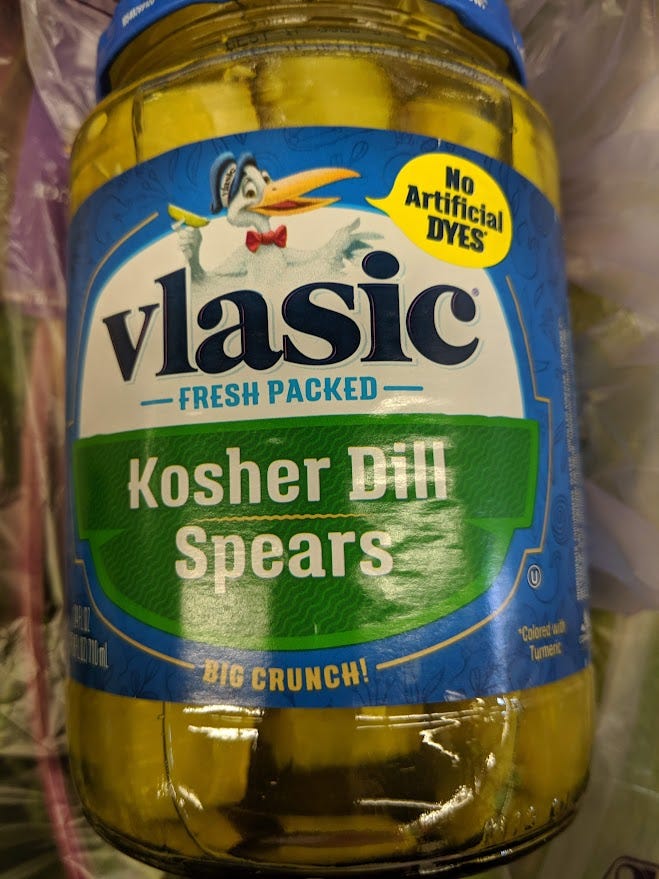 No
Artificial
DYES*
vlasic®
FRESH PACKED
Kosher Dill
Spears
U
BIG CRUNCH!
*Colored with
Turmeric